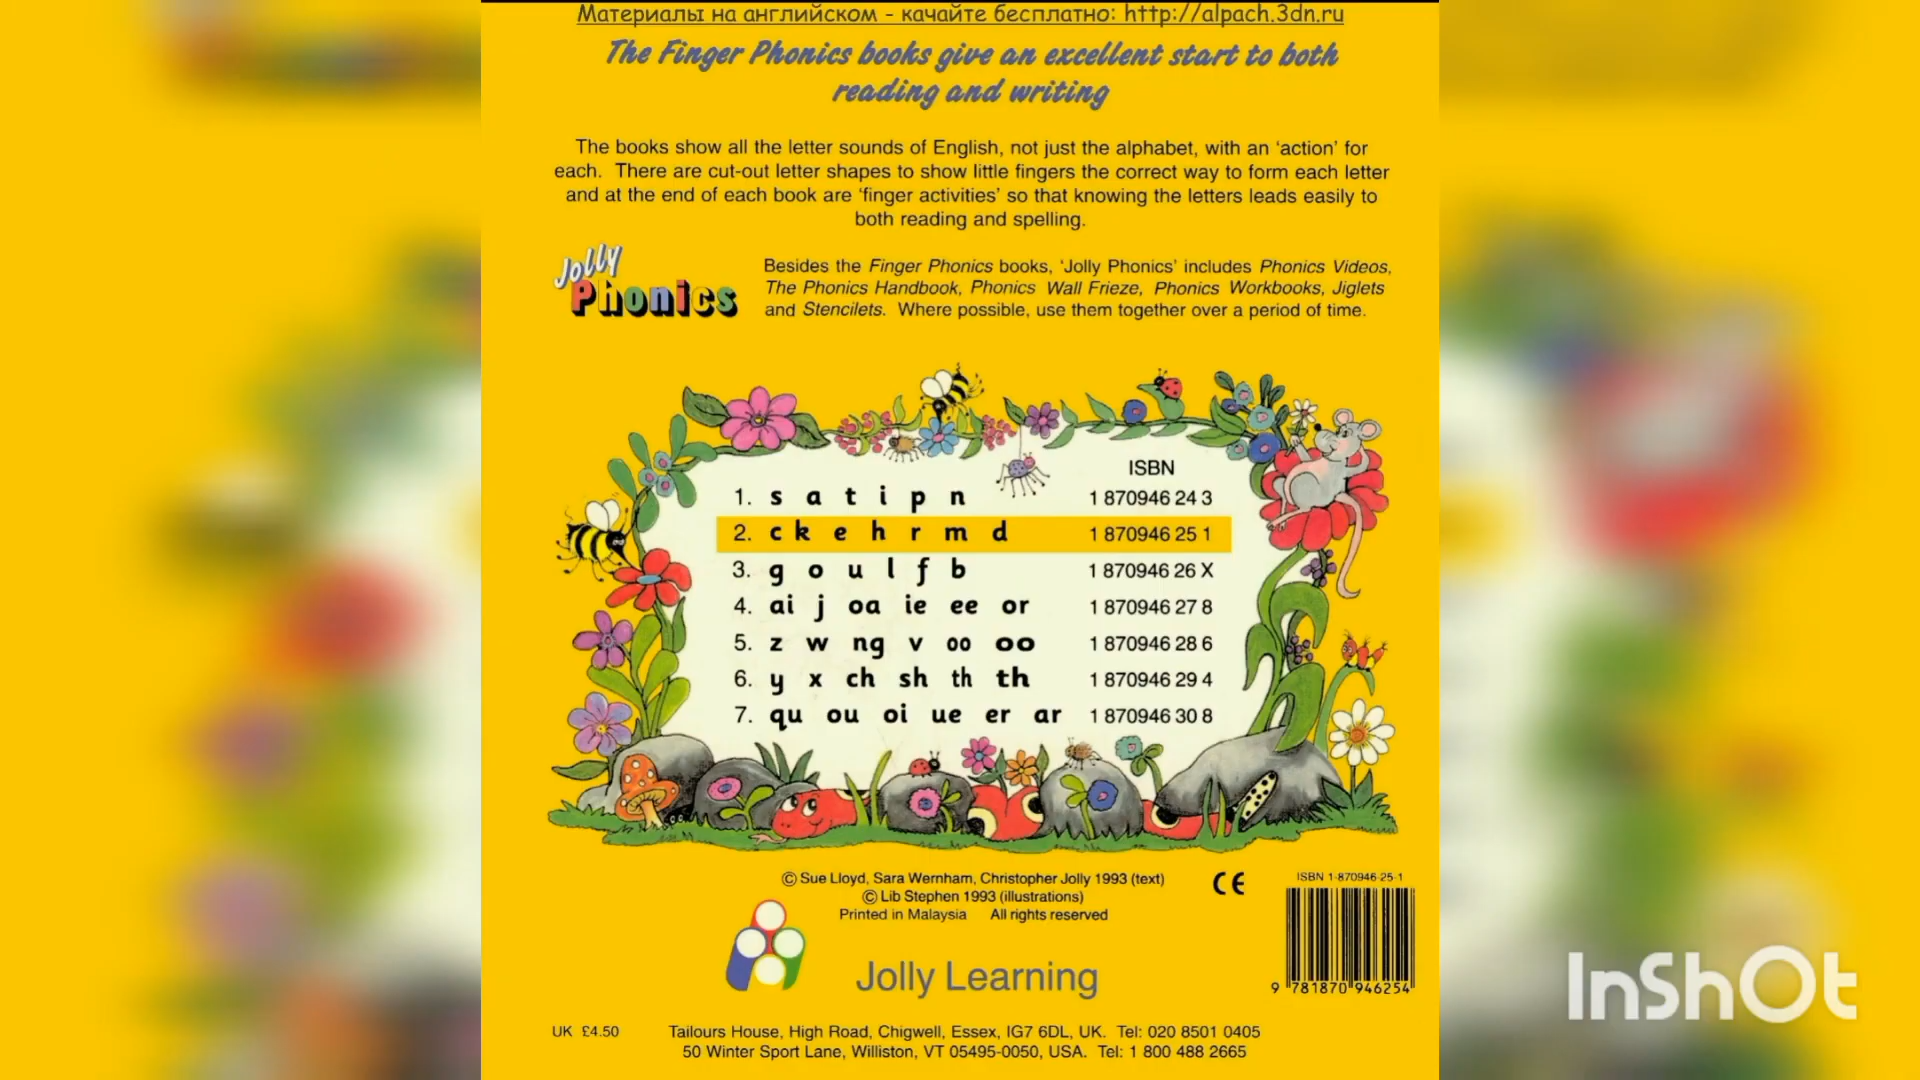 Материалы на английском - качайте бесплатно: http://alpach.3dn.ru
The Finger Phonics books give an excellent start to both
reading and writing
The books show all the letter sounds of English, not just the alphabet, with an ‘action’ for
each. There are cut-out letter shapes to show little fingers the correct way to form each letter
and at the end of each book are ‘finger activities’ so that knowing the letters leads easily to
both reading and spelling.
Jolly
Phonics
Besides the Finger Phonics books, ‘Jolly Phonics’ includes Phonics Videos,
The Phonics Handbook, Phonics Wall Frieze, Phonics Workbooks, Jiglets
and Stencilets. Where possible, use them together over a period of time.
ISBN
1. s a t i p n 1 870946 24 3
2. c k e h r m d 1 870946 25 1
3. g o u l f b 1 870946 26 X
4. ai j oa ie ee or 1 870946 27 8
5. z w ng v oo oo 1 870946 28 6
6. y x ch sh th th 1 870946 29 4
7. qu ou oi ue er ar 1 870946 30 8
© Sue Lloyd, Sara Wernham, Christopher Jolly 1993 (text)
© Lib Stephen 1993 (illustrations)
Printed in Malaysia All rights reserved
CE
ISBN 1-870946-25-1
9 781870 946254
Jolly Learning
UK £4.50
Tailours House, High Road, Chigwell, Essex, IG7 6DL, UK. Tel: 020 8501 0405
50 Winter Sport Lane, Williston, VT 05495-0050, USA. Tel: 1 800 488 2665
InShOt